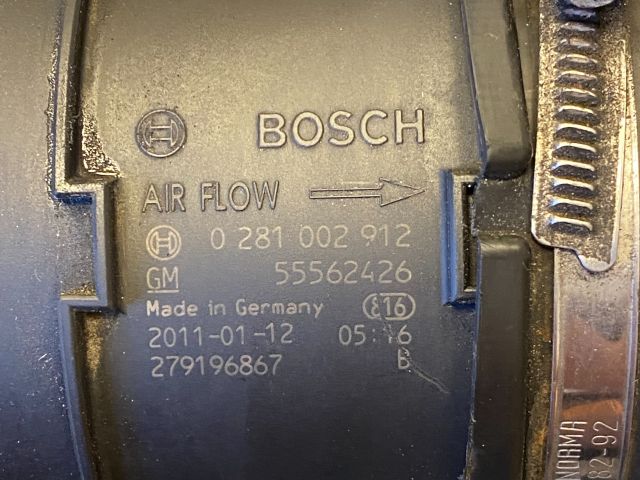 BOSCH
AIR FLOW
0 281 002 912
GM 55562426
Made in Germany 816
2011-01-12 05:16
279196867 B
NORMA
82-92